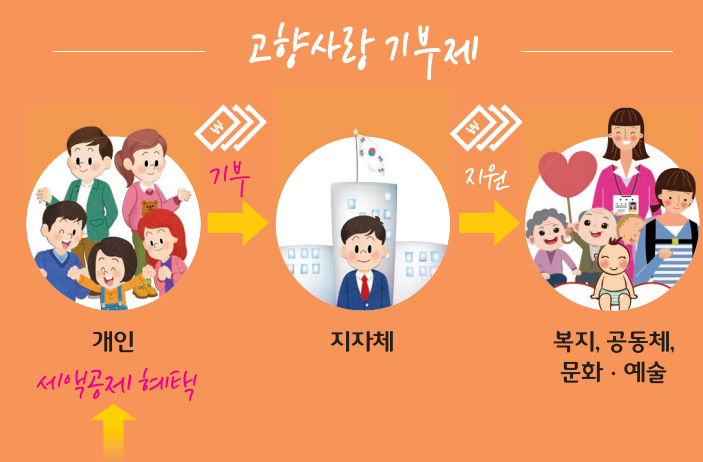 고향사랑 기부제
₩
기부
₩
지원
개인
지자체
복지, 공동체,
문화 · 예술
세액공제 혜택